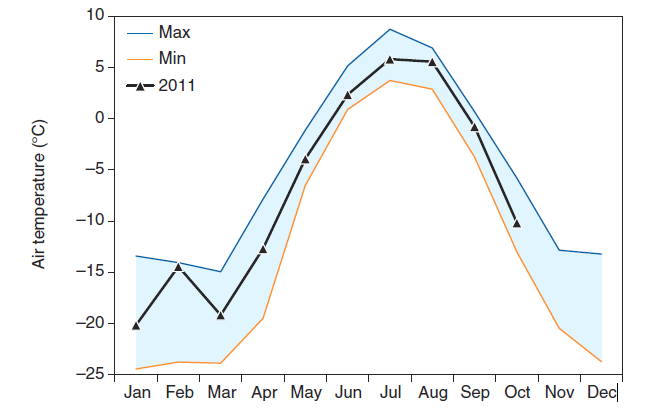 10
5
0
−5
−10
−15
−20
−25
Air temperature (°C)
Max
Min
2011
Jan Feb Mar Apr May Jun Jul Aug Sep Oct Nov Dec